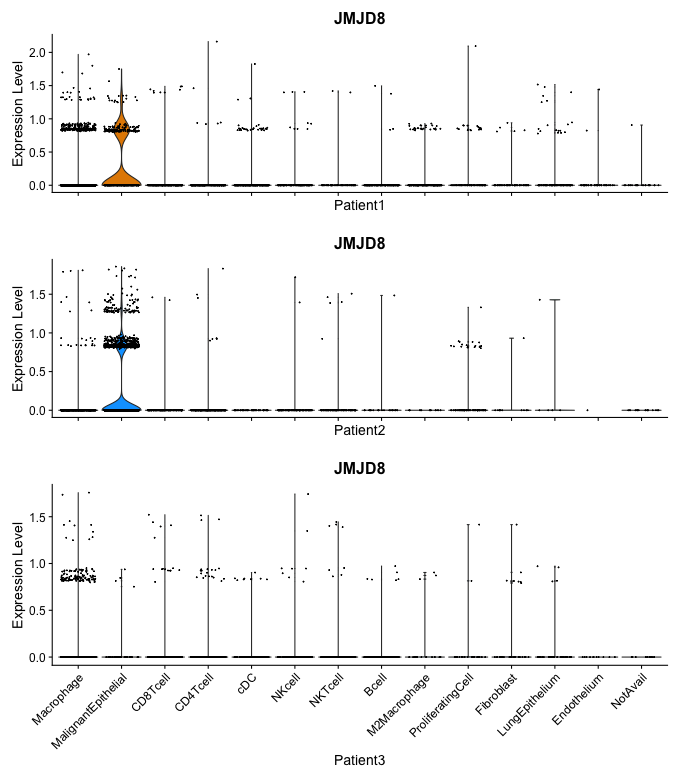 JMJD8
Expression Level
2.0
1.5
1.0
0.5
0.0
Patient1
JMJD8
Expression Level
1.5
1.0
0.5
0.0
Patient2
JMJD8
Expression Level
1.5
1.0
0.5
0.0
Macrophage
MalignantEpithelial
CD8Tcell
CD4Tcell
cDC
NKcell
NKTcell
Bcell
M2Macrophage
ProliferatingCell
Fibroblast
LungEpithelium
Endothelium
NotAvail
Patient3